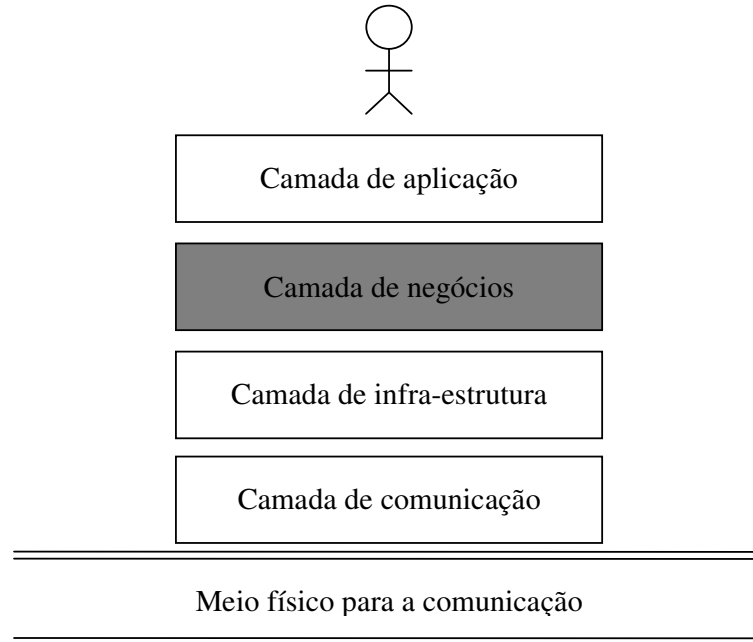 Camada de aplicação
Camada de negócios
Camada de infra-estrutura
Camada de comunicação
Meio físico para a comunicação